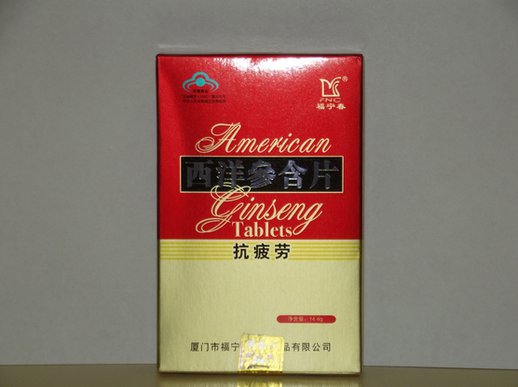 FNC
福宁春
American
西洋参含片
Ginseng
Tablets
抗疲劳
净含量：14.4g
厦门市福宁 品有限公司